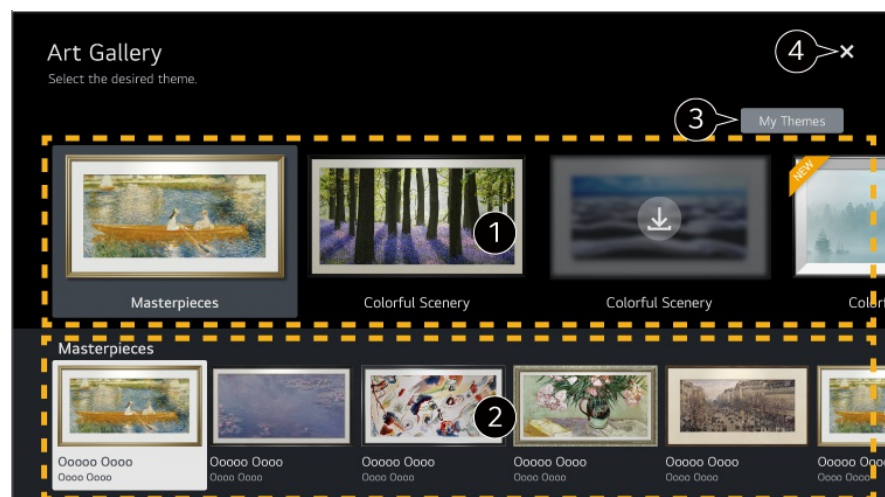 Art Gallery
Select the desired theme.
4
3
My Themes
NEW
1
Masterpieces
Colorful Scenery
Colorful Scenery
Masterpieces
2
Ooooo Oooo
Ooooo Oooo
Ooooo Oooo
Ooooo Oooo
Ooooo Oooo
Oooo Oooo
Oooo Oooo
Oooo Oooo
Oooo Oooo
Oooo Oooo
Oooo Oooo